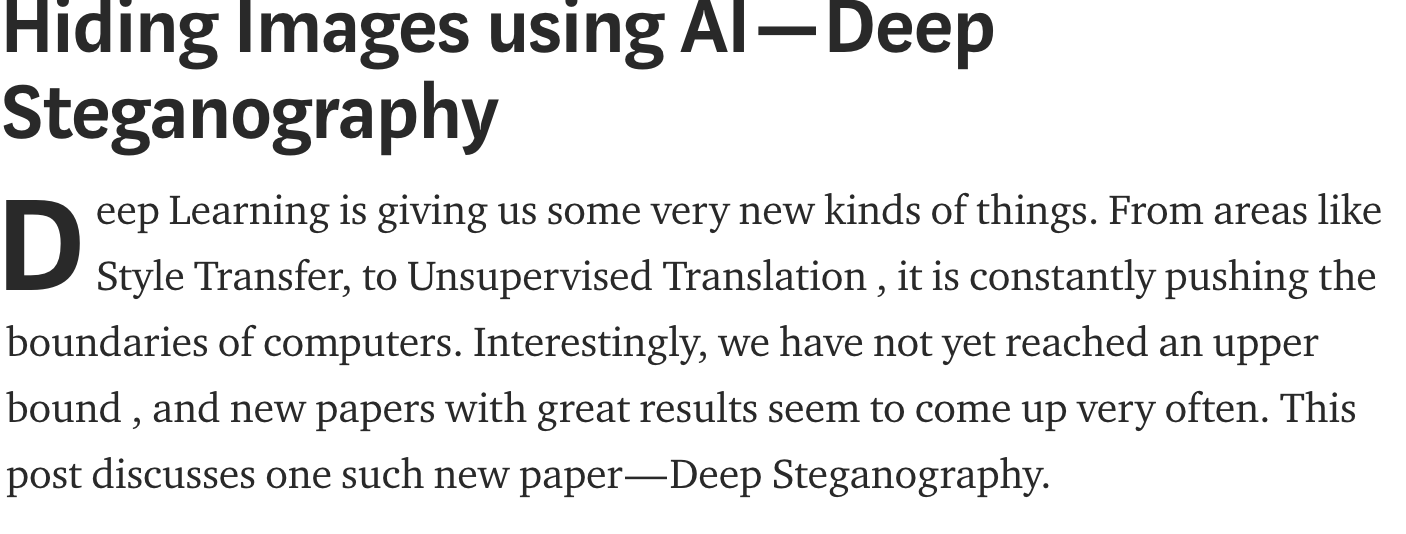 Hiding Images using AI — Deep
Steganography
Deep Learning is giving us some very new kinds of things. From areas like
Style Transfer, to Unsupervised Translation , it is constantly pushing the
boundaries of computers. Interestingly, we have not yet reached an upper
bound , and new papers with great results seem to come up very often. This
post discusses one such new paper—Deep Steganography.